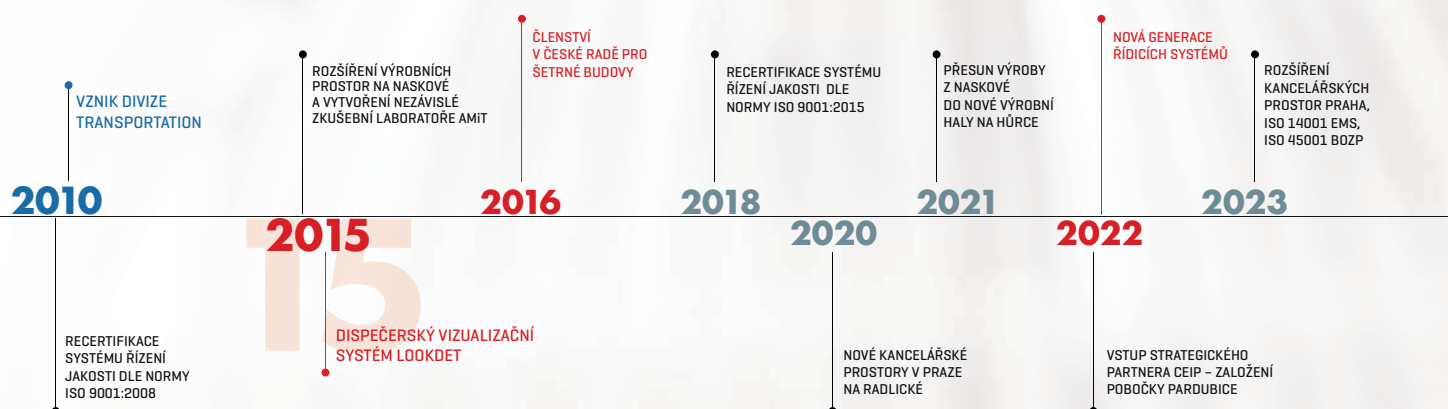 VZNIK DIVIZE
TRANSPORTATION
2010
RECERTIFIKACE
SYSTÉMU ŘÍZENÍ
JAKOSTI DLE NORMY
ISO 9001:2008
ROZŠÍŘENÍ VÝROBNÍCH
PROSTOR NA NASKOVÉ
A VYTVOŘENÍ NEZÁVISLÉ
ZKUŠEBNÍ LABORATOŘE AMiT
15
2015
DISPEČERSKÝ VIZUALIZAČNÍ
SYSTÉM LOOKDET
ČLENSTVÍ
V ČESKÉ RADĚ PRO
ŠETRNÉ BUDOVY
2016
RECERTIFIKACE SYSTÉMU
ŘÍZENÍ JAKOSTI DLE
NORMY ISO 9001:2015
2018
2020
NOVÉ KANCELÁŘSKÉ
PROSTORY V PRAZE
NA RADLICKÉ
PŘESUN VÝROBY
Z NASKOVÉ
DO NOVÉ VÝROBNÍ
HALY NA HŮRCE
2021
NOVÁ GENERACE
ŘÍDICÍCH SYSTÉMŮ
2022
VSTUP STRATEGICKÉHO
PARTNERA CEIP – ZALOŽENÍ
POBOČKY PARDUBICE
ROZŠÍŘENÍ
KANCELÁŘSKÝCH
PROSTOR PRAHA,
ISO 14001 EMS,
ISO 45001 BOZP
2023